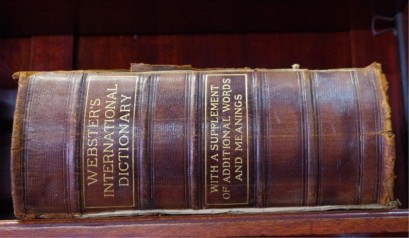 WEBSTER'S
INTERNATIONAL
DICTIONARY
WITH A SUPPLEMENT
OF ADDITIONAL WORDS
AND MEANINGS